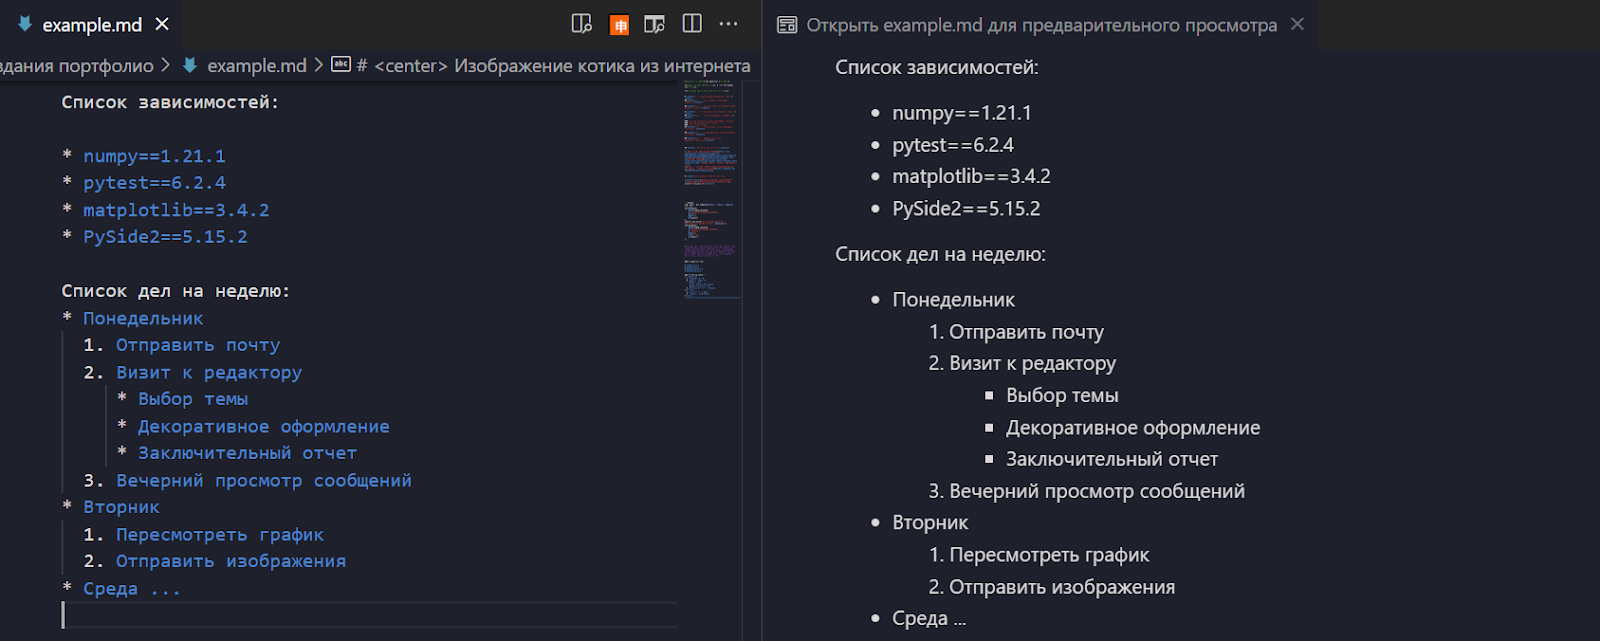 example.md
здания портфолио > example.md > # <center> Изображение котика из интернета
Список зависимостей:
* numpy==1.21.1
* pytest==6.2.4
* matplotlib==3.4.2
* PySide2==5.15.2
Список дел на неделю:
* Понедельник
1. Отправить почту
2. Визит к редактору
* Выбор темы
* Декоративное оформление
* Заключительный отчет
3. Вечерний просмотр сообщений
* Вторник
1. Пересмотреть график
2. Отправить изображения
* Среда ...
Открыть example.md для предварительного просмотра
Список зависимостей:
• numpy==1.21.1
• pytest==6.2.4
• matplotlib==3.4.2
• PySide2==5.15.2
Список дел на неделю:
• Понедельник
1. Отправить почту
2. Визит к редактору
▪ Выбор темы
▪ Декоративное оформление
▪ Заключительный отчет
3. Вечерний просмотр сообщений
• Вторник
1. Пересмотреть график
2. Отправить изображения
• Среда ...